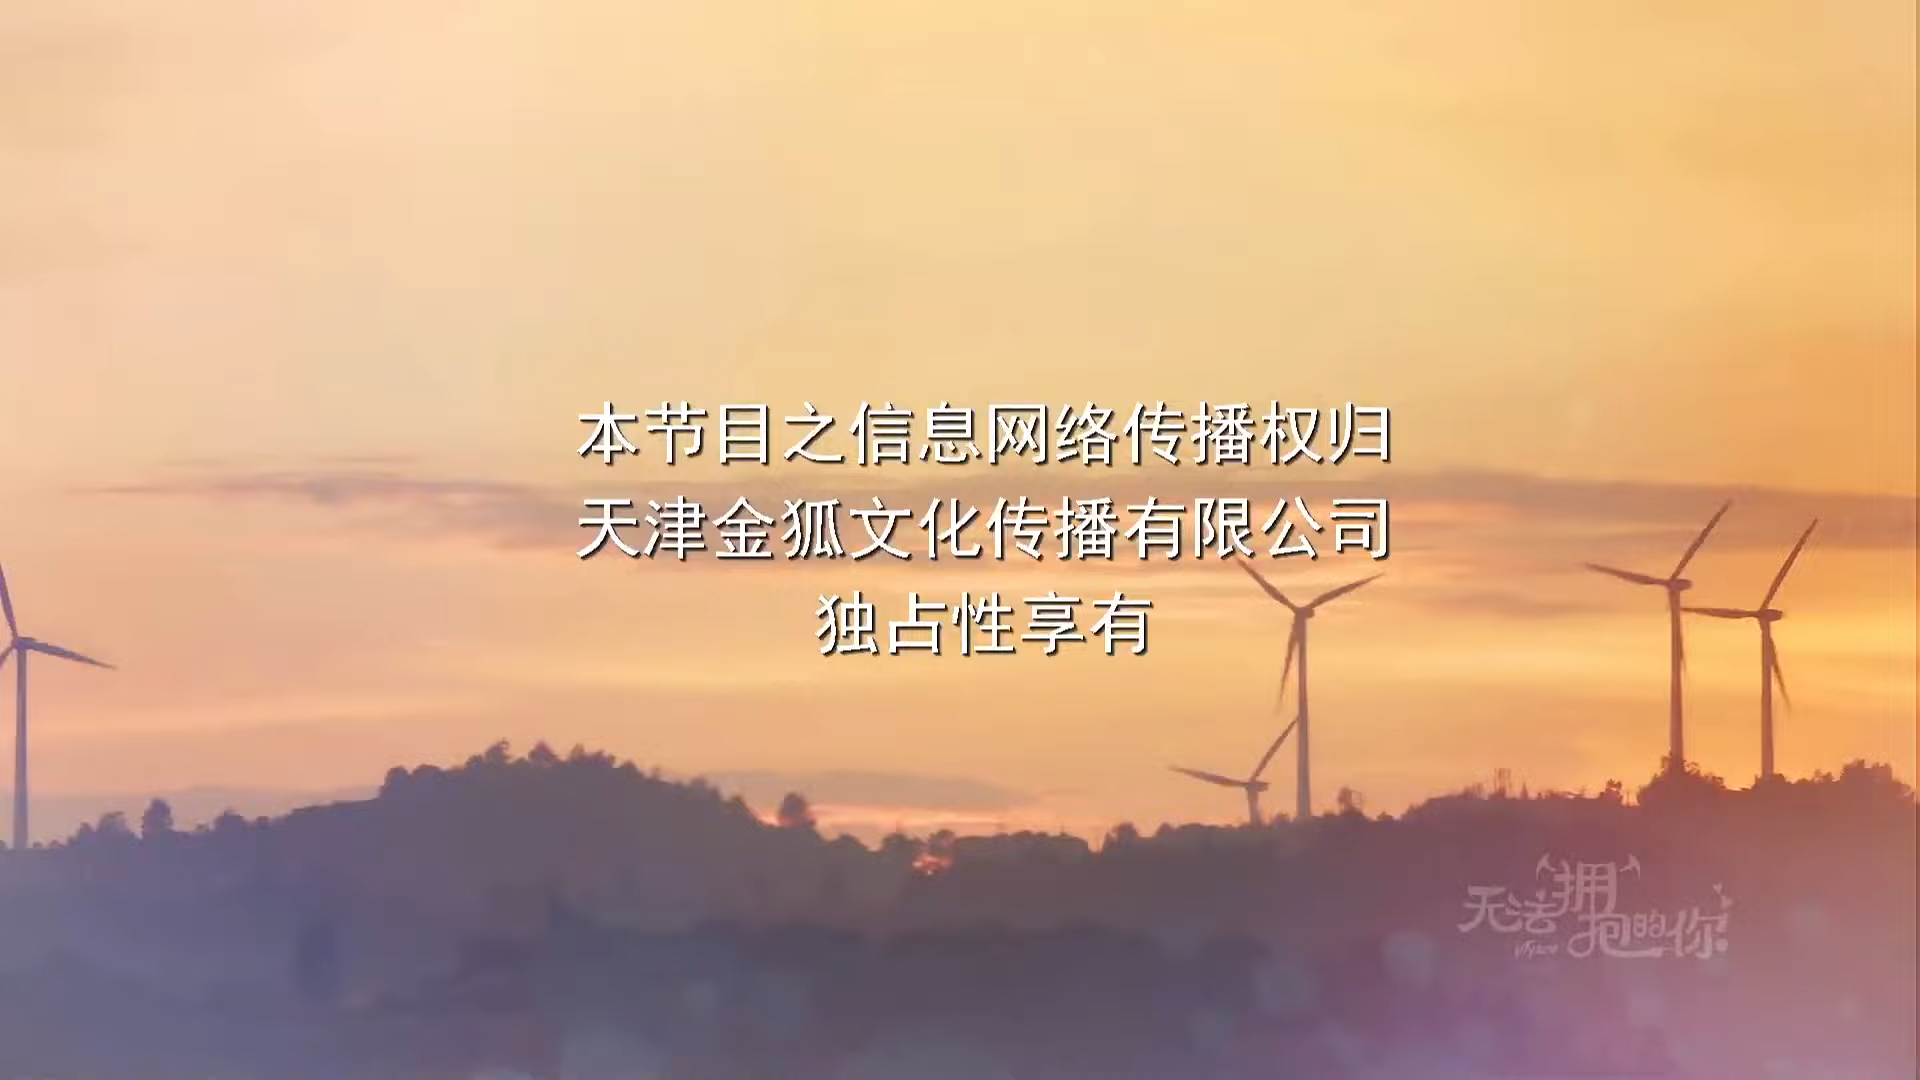 本节目之信息网络传播权归
天津金狐文化传播有限公司
独占性享有
无法拥抱的你